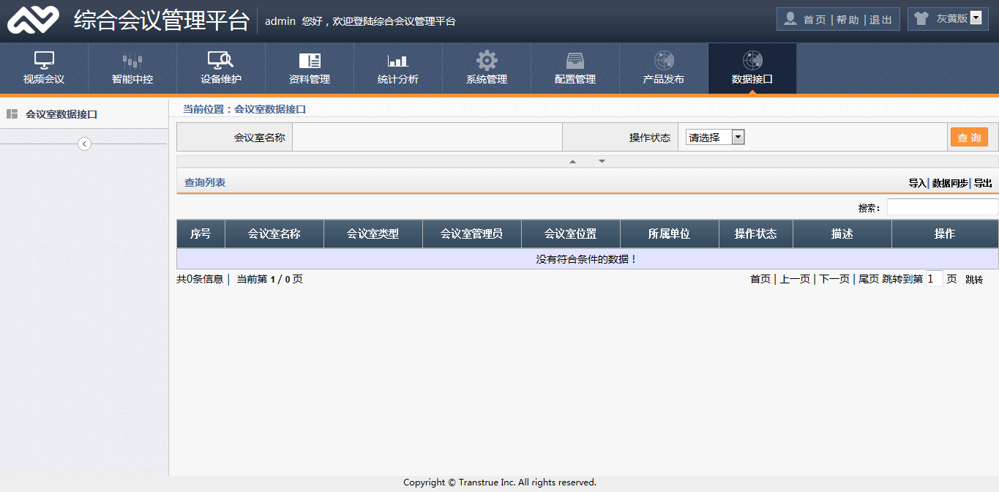 综合会议管理平台 admin 您好，欢迎登陆综合会议管理平台 首页 | 帮助 | 退出 灰黄版
视频会议 智能中控 设备维护 资料管理 统计分析 系统管理 配置管理 产品发布 数据接口
会议室数据接口
当前位置：会议室数据接口
会议室名称 操作状态 请选择 查询
查询列表 导入| 数据同步| 导出
搜索：
序号 会议室名称 会议室类型 会议室管理员 会议室位置 所属单位 操作状态 描述 操作
没有符合条件的数据！
共0条信息 | 当前第 1 / 0 页 首页 | 上一页 | 下一页 | 尾页 跳转到第 1 页 跳转
Copyright © Transtrue Inc. All rights reserved.